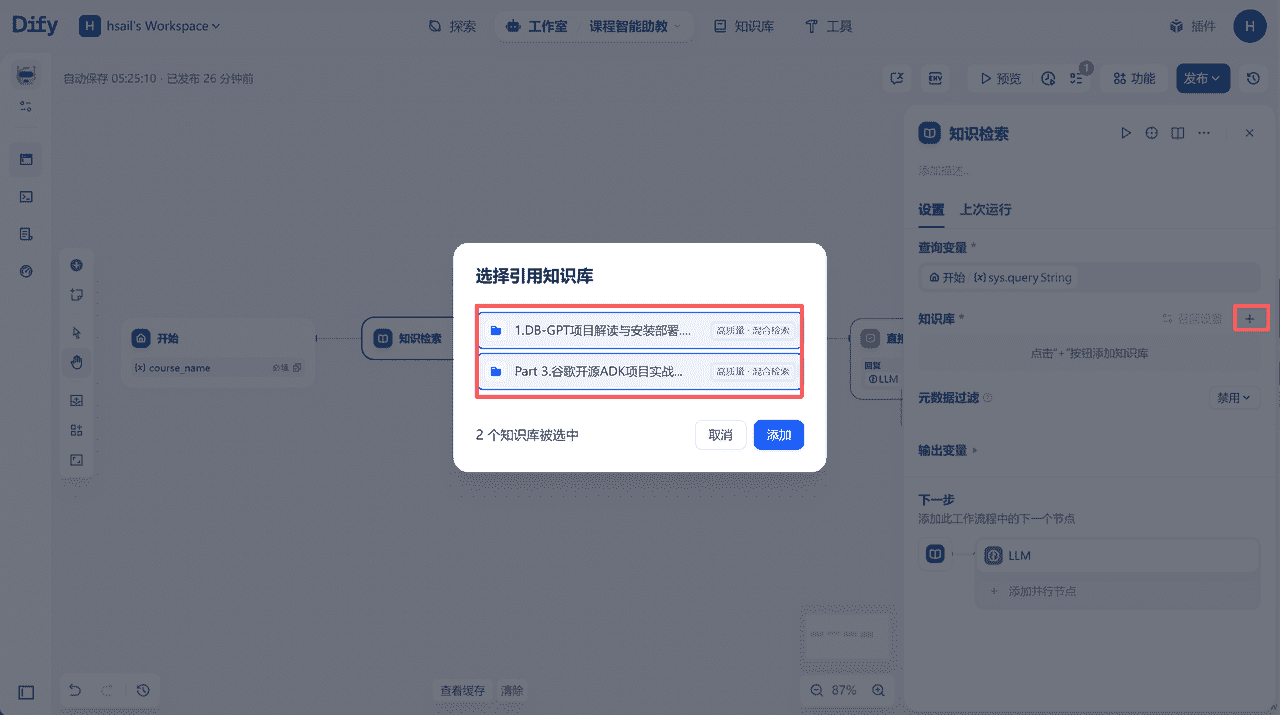 Dify
H hsail's Workspace
探索
工作室
课程智能助教
知识库
工具
插件
H
自动保存 05:25:10 · 已发布 26 分钟前
预览
1
功能
发布
知识检索
添加描述...
设置
上次运行
查询变量 *
开始 {x} sys.query String
知识库 *
召回设置
+
点击“+”按钮添加知识库
元数据过滤
禁用
输出变量
下一步
添加此工作流程中的下一个节点
LLM
+ 添加并行节点
开始
{x} course_name
必填
知识检索
直接
回复
LLM
选择引用知识库
1.DB-GPT项目解读与安装部署....
高质量 · 混合检索
Part 3.谷歌开源ADK项目实战...
高质量 · 混合检索
2 个知识库被选中
取消
添加
查看缓存
清除
87%